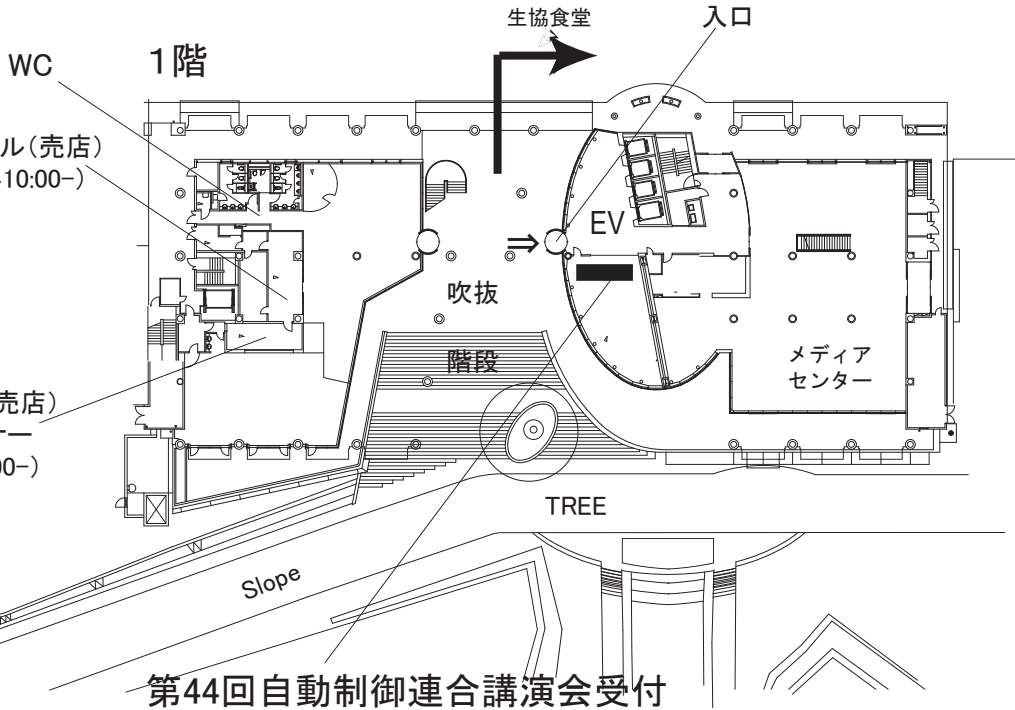 生協食堂
入口
1階
WC
ル(売店)
10:00-)
EV
吹抜
階段
メディア
センター
売店)
ナー
00-)
TREE
Slope
第44回自動制御連合講演会受付